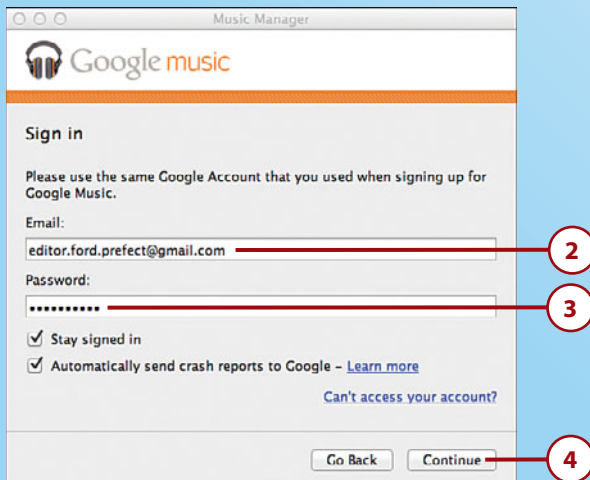 Music Manager
Google music
Sign in
Please use the same Google Account that you used when signing up for
Google Music.
Email:
editor.ford.prefect@gmail.com
2
Password:
••••••••••
3
Stay signed in
Automatically send crash reports to Google – Learn more
Can't access your account?
Go Back
Continue
4